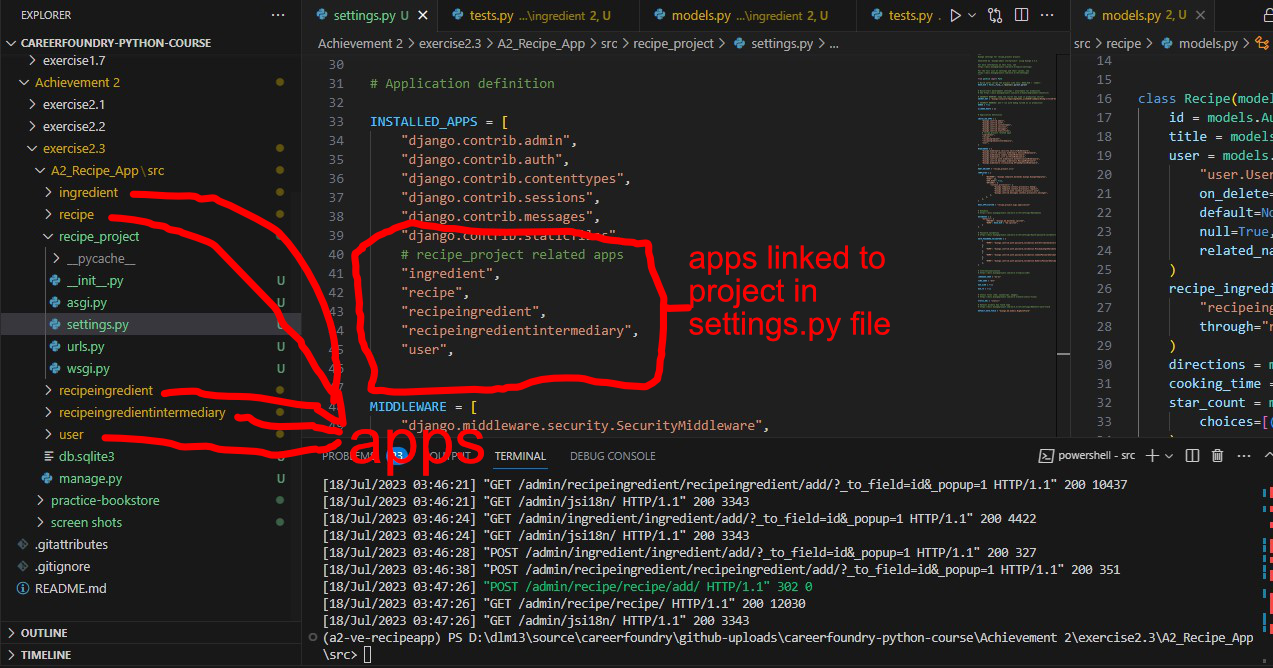 EXPLORER
CAREERFOUNDRY-PYTHON-COURSE
exercise1.7
Achievement 2
exercise2.1
exercise2.2
exercise2.3
A2_Recipe_App\src
ingredient
recipe
recipe_project
__pycache__
__init__.py U
asgi.py U
settings.py U
urls.py U
wsgi.py U
recipeingredient
recipeingredientintermediary
user
db.sqlite3
manage.py U
practice-bookstore
screen shots
.gitattributes
.gitignore
README.md
OUTLINE
TIMELINE
settings.py U
tests.py ...\ingredient 2, U
models.py ...\ingredient 2, U
tests.py .
Achievement 2 > exercise2.3 > A2_Recipe_App > src > recipe_project > settings.py > ...
30
31 # Application definition
32
33 INSTALLED_APPS = [
34 "django.contrib.admin",
35 "django.contrib.auth",
36 "django.contrib.contenttypes",
37 "django.contrib.sessions",
38 "django.contrib.messages",
39 "django.contrib.staticfiles"
40 # recipe_project related apps
41 "ingredient",
42 "recipe",
43 "recipeingredient",
44 "recipeingredientintermediary",
45 "user",
MIDDLEWARE = [
"django.middleware.security.SecurityMiddleware",
apps linked to
project in
settings.py file
apps
models.py 2, U
src > recipe > models.py >
14
15
16 class Recipe(model
17 id = models.Au
18 title = models
19 user = models.
20 "user.User
21 on_delete=
22 default=No
23 null=True,
24 related_na
25 )
26 recipe_ingredi
27 "recipeing
28 through="r
29 )
30 directions = m
31 cooking_time =
32 star_count = m
33 choices=[(
PROBLEMS 23 OUTPUT TERMINAL DEBUG CONSOLE
powershell - src
[18/Jul/2023 03:46:21] "GET /admin/recipeingredient/recipeingredient/add/?_to_field=id&_popup=1 HTTP/1.1" 200 10437
[18/Jul/2023 03:46:21] "GET /admin/jsi18n/ HTTP/1.1" 200 3343
[18/Jul/2023 03:46:24] "GET /admin/ingredient/ingredient/add/?_to_field=id&_popup=1 HTTP/1.1" 200 4422
[18/Jul/2023 03:46:24] "GET /admin/jsi18n/ HTTP/1.1" 200 3343
[18/Jul/2023 03:46:28] "POST /admin/ingredient/ingredient/add/?_to_field=id&_popup=1 HTTP/1.1" 200 327
[18/Jul/2023 03:46:38] "POST /admin/recipeingredient/recipeingredient/add/?_to_field=id&_popup=1 HTTP/1.1" 200 351
[18/Jul/2023 03:47:26] "POST /admin/recipe/recipe/add/ HTTP/1.1" 302 0
[18/Jul/2023 03:47:26] "GET /admin/recipe/recipe/ HTTP/1.1" 200 12030
[18/Jul/2023 03:47:26] "GET /admin/jsi18n/ HTTP/1.1" 200 3343
(a2-ve-recipeapp) PS D:\dlm13\source\careerfoundry\github-uploads\careerfoundry-python-course\Achievement 2\exercise2.3\A2_Recipe_App
\src>